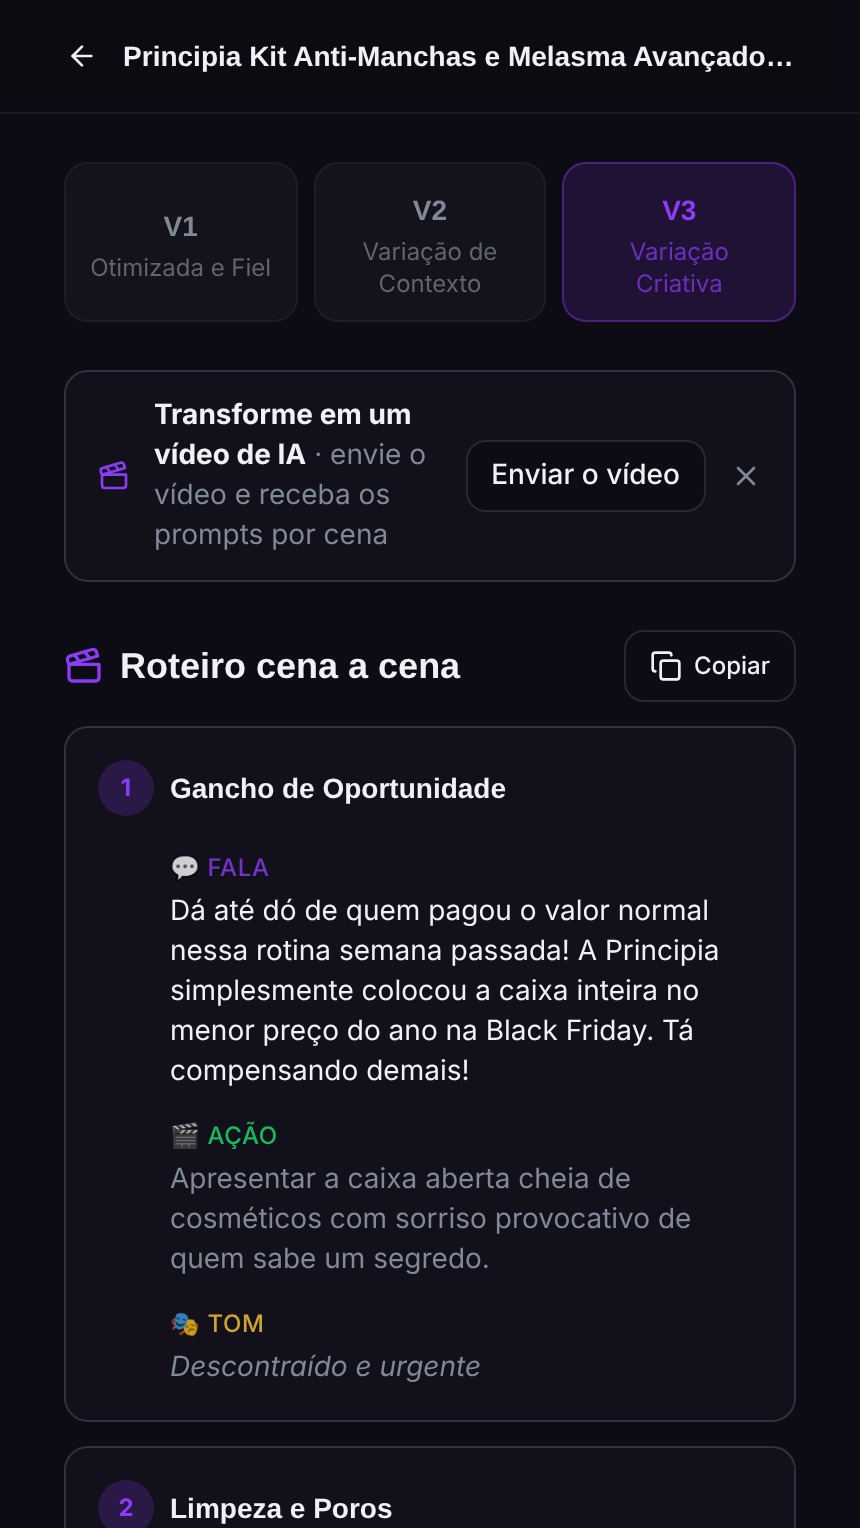 Principia Kit Anti-Manchas e Melasma Avançado...
V1
Otimizada e Fiel
V2
Variação de
Contexto
V3
Variação
Criativa
Transforme em um
vídeo de IA · envie o
vídeo e receba os
prompts por cena
Enviar o vídeo
Roteiro cena a cena
Copiar
1
Gancho de Oportunidade
💬 FALA
Dá até dó de quem pagou o valor normal
nessa rotina semana passada! A Principia
simplesmente colocou a caixa inteira no
menor preço do ano na Black Friday. Tá
compensando demais!
🎬 AÇÃO
Apresentar a caixa aberta cheia de
cosméticos com sorriso provocativo de
quem sabe um segredo.
🎭 TOM
Descontraído e urgente
2
Limpeza e Poros